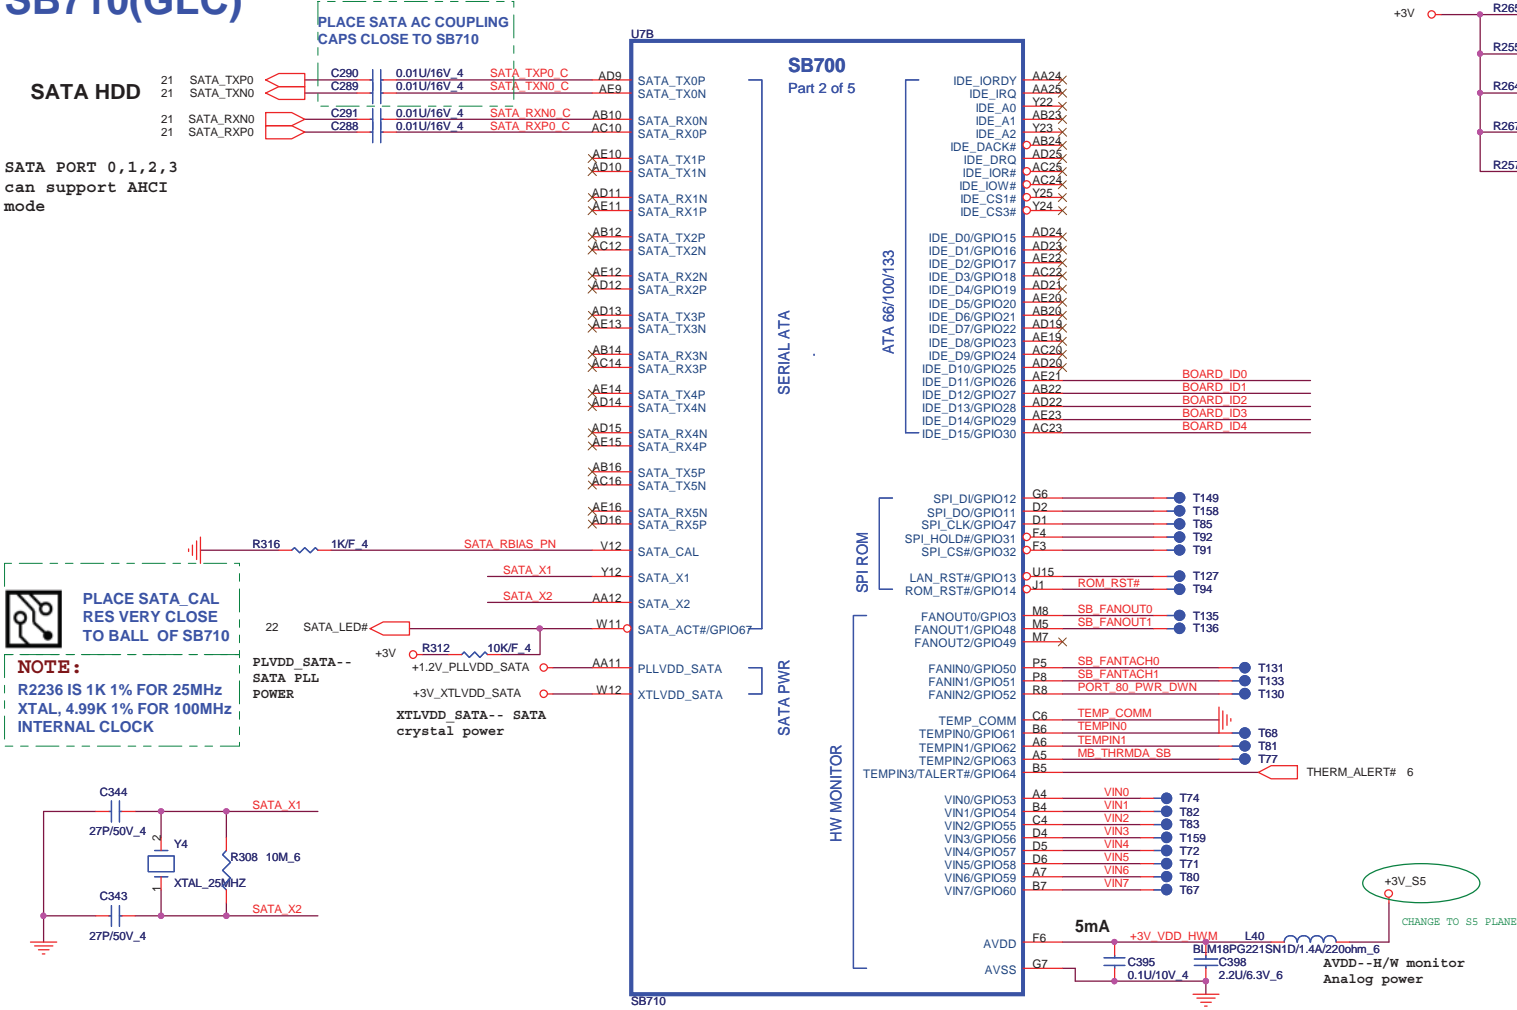 SB710(GLC)
PLACE SATA AC COUPLING
CAPS CLOSE TO SB710
SATA HDD
21 SATA_TXP0
21 SATA_TXN0
21 SATA_RXN0
21 SATA_RXP0
C290 0.01U/16V_4 SATA_TXP0_C AD9
C289 0.01U/16V_4 SATA_TXN0_C AE9
C291 0.01U/16V_4 SATA_RXN0_C AB10
C288 0.01U/16V_4 SATA_RXP0_C AC10
SATA PORT 0,1,2,3
can support AHCI
mode
U7B
SB700
Part 2 of 5
SATA_TX0P
SATA_TX0N
SATA_RX0N
SATA_RX0P
AE10 SATA_TX1P
AD10 SATA_TX1N
AD11 SATA_RX1N
AE11 SATA_RX1P
AB12 SATA_TX2P
AC12 SATA_TX2N
AE12 SATA_RX2N
AD12 SATA_RX2P
AD13 SATA_TX3P
AE13 SATA_TX3N
AB14 SATA_RX3N
AC14 SATA_RX3P
AE14 SATA_TX4P
AD14 SATA_TX4N
AD15 SATA_RX4N
AE15 SATA_RX4P
AB16 SATA_TX5P
AC16 SATA_TX5N
AE16 SATA_RX5N
AD16 SATA_RX5P
R316 1K/F_4 SATA_RBIAS_PN V12 SATA_CAL
SATA_X1 Y12 SATA_X1
SATA_X2 AA12 SATA_X2
22 SATA_LED# W11 SATA_ACT#/GPIO67
+3V R312 10K/F_4
+1.2V_PLLVDD_SATA AA11 PLLVDD_SATA
+3V_XTLVDD_SATA W12 XTLVDD_SATA
SERIAL ATA
SATA PWR
PLACE SATA_CAL
RES VERY CLOSE
TO BALL OF SB710
NOTE:
R2236 IS 1K 1% FOR 25MHz
XTAL, 4.99K 1% FOR 100MHz
INTERNAL CLOCK
PLVDD_SATA--
SATA PLL
POWER
XTLVDD_SATA-- SATA
crystal power
C344
27P/50V_4
SATA_X1
2
Y4
1
XTAL_25MHZ
R308 10M_6
C343
27P/50V_4
SATA_X2
ATA 66/100/133
IDE_IORDY AA24
IDE_IRQ AA25
IDE_A0 Y22
IDE_A1 AB23
IDE_A2 Y23
IDE_DACK# AB24
IDE_DRQ AD25
IDE_IOR# AC25
IDE_IOW# AC24
IDE_CS1# Y25
IDE_CS3# Y24
IDE_D0/GPIO15 AD24
IDE_D1/GPIO16 AD23
IDE_D2/GPIO17 AE22
IDE_D3/GPIO18 AC22
IDE_D4/GPIO19 AD21
IDE_D5/GPIO20 AE20
IDE_D6/GPIO21 AB20
IDE_D7/GPIO22 AD19
IDE_D8/GPIO23 AE19
IDE_D9/GPIO24 AC20
IDE_D10/GPIO25 AD20
IDE_D11/GPIO26 AE21 BOARD_ID0
IDE_D12/GPIO27 AB22 BOARD_ID1
IDE_D13/GPIO28 AD22 BOARD_ID2
IDE_D14/GPIO29 AE23 BOARD_ID3
IDE_D15/GPIO30 AC23 BOARD_ID4
SPI ROM
SPI_DI/GPIO12 G6 T149
SPI_DO/GPIO11 D2 T158
SPI_CLK/GPIO47 D1 T85
SPI_HOLD#/GPIO31 F4 T92
SPI_CS#/GPIO32 F3 T91
LAN_RST#/GPIO13 U15 T127
ROM_RST#/GPIO14 J1 ROM_RST# T94
FANOUT0/GPIO3 M8 SB_FANOUT0 T135
FANOUT1/GPIO48 M5 SB_FANOUT1 T136
FANOUT2/GPIO49 M7
FANIN0/GPIO50 P5 SB_FANTACH0 T131
FANIN1/GPIO51 P8 SB_FANTACH1 T133
FANIN2/GPIO52 R8 PORT_80_PWR_DWN T130
HW MONITOR
TEMP_COMM C6 TEMP_COMM
TEMPIN0/GPIO61 B6 TEMPIN0 T68
TEMPIN1/GPIO62 A6 TEMPIN1 T81
TEMPIN2/GPIO63 A5 MB_THRMDA_SB T77
TEMPIN3/TALERT#/GPIO64 B5 THERM_ALERT# 6
VIN0/GPIO53 A4 VIN0 T74
VIN1/GPIO54 B4 VIN1 T82
VIN2/GPIO55 C4 VIN2 T83
VIN3/GPIO56 D4 VIN3 T159
VIN4/GPIO57 D5 VIN4 T72
VIN5/GPIO58 D6 VIN5 T71
VIN6/GPIO59 A7 VIN6 T80
VIN7/GPIO60 B7 VIN7 T67
+3V_S5
CHANGE TO S5 PLANE
5mA
AVDD F6 +3V_VDD_HWM L40
BLM18PG221SN1D/1.4A/220ohm_6
AVSS G7
C395
0.1U/10V_4
C398
2.2U/6.3V_6
AVDD--H/W monitor
Analog power
SB710
+3V
R265
R255
R264
R267
R257